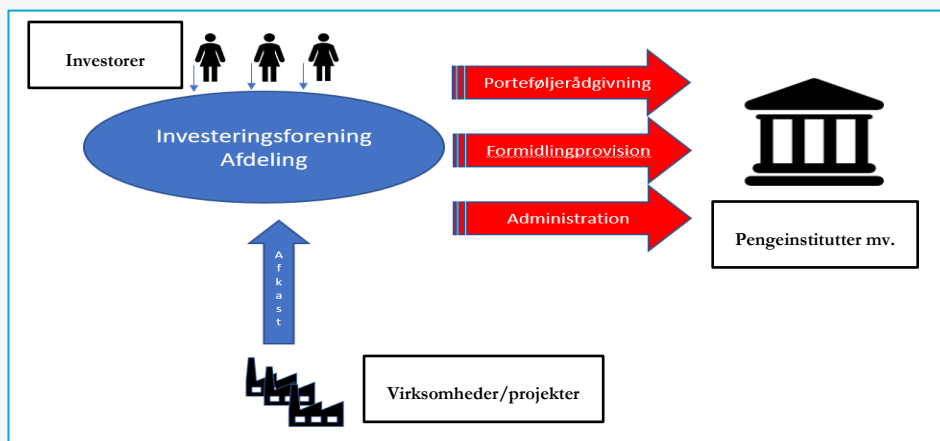 Investorer
Investeringsforening
Afdeling
Porteføljerådgivning
Formidlingprovision
Administration
Pengeinstitutter mv.
Afkast
Virksomheder/projekter